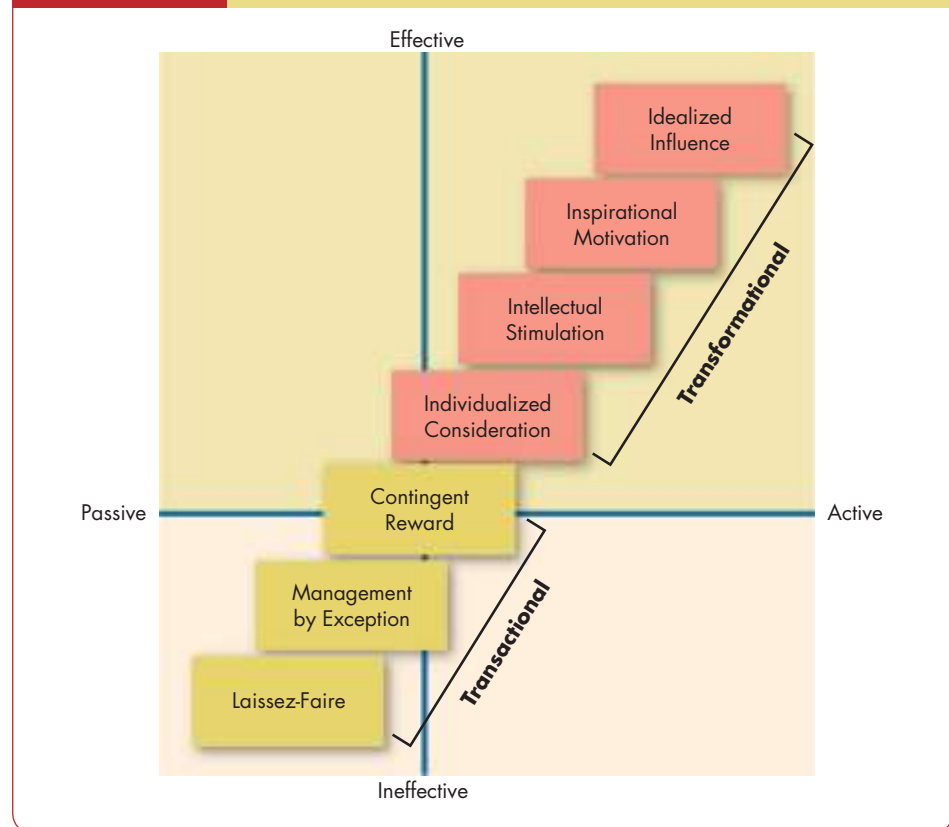 Effective
Idealized
Influence
Inspirational
Motivation
Intellectual
Stimulation
Transformational
Individualized
Consideration
Contingent
Reward
Passive
Active
Management
by Exception
Transactional
Laissez-Faire
Ineffective